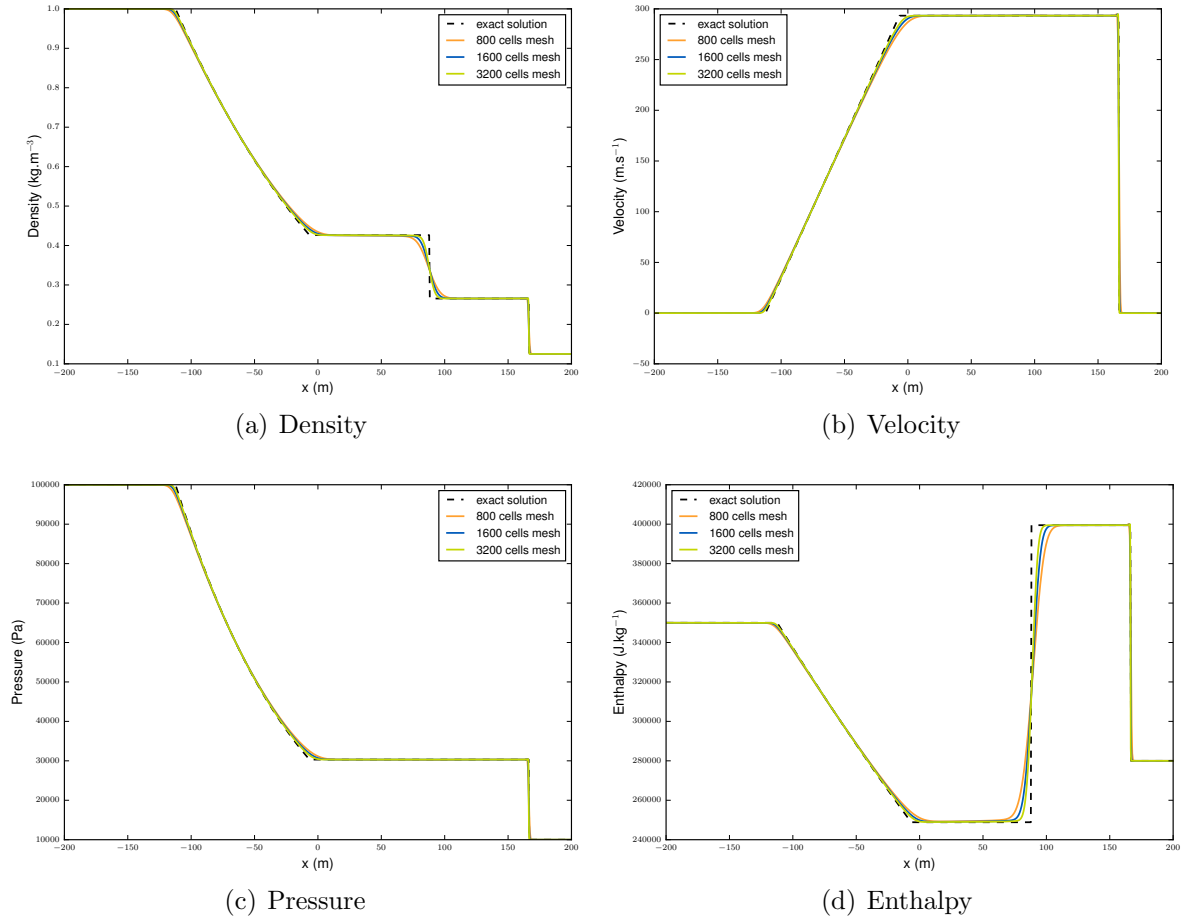 1.0
0.9
0.8
0.7
0.6
0.5
0.4
0.3
0.2
0.1
Density (kg.m⁻³)
−200 −150 −100 −50 0 50 100 150 200
x (m)
exact solution
800 cells mesh
1600 cells mesh
3200 cells mesh
(a) Density
300
250
200
150
100
50
0
−50
Velocity (m.s⁻¹)
−200 −150 −100 −50 0 50 100 150 200
x (m)
exact solution
800 cells mesh
1600 cells mesh
3200 cells mesh
(b) Velocity
100000
90000
80000
70000
60000
50000
40000
30000
20000
10000
Pressure (Pa)
−200 −150 −100 −50 0 50 100 150 200
x (m)
exact solution
800 cells mesh
1600 cells mesh
3200 cells mesh
(c) Pressure
420000
400000
380000
360000
340000
320000
300000
280000
260000
240000
Enthalpy (J.kg⁻¹)
−200 −150 −100 −50 0 50 100 150 200
x (m)
exact solution
800 cells mesh
1600 cells mesh
3200 cells mesh
(d) Enthalpy